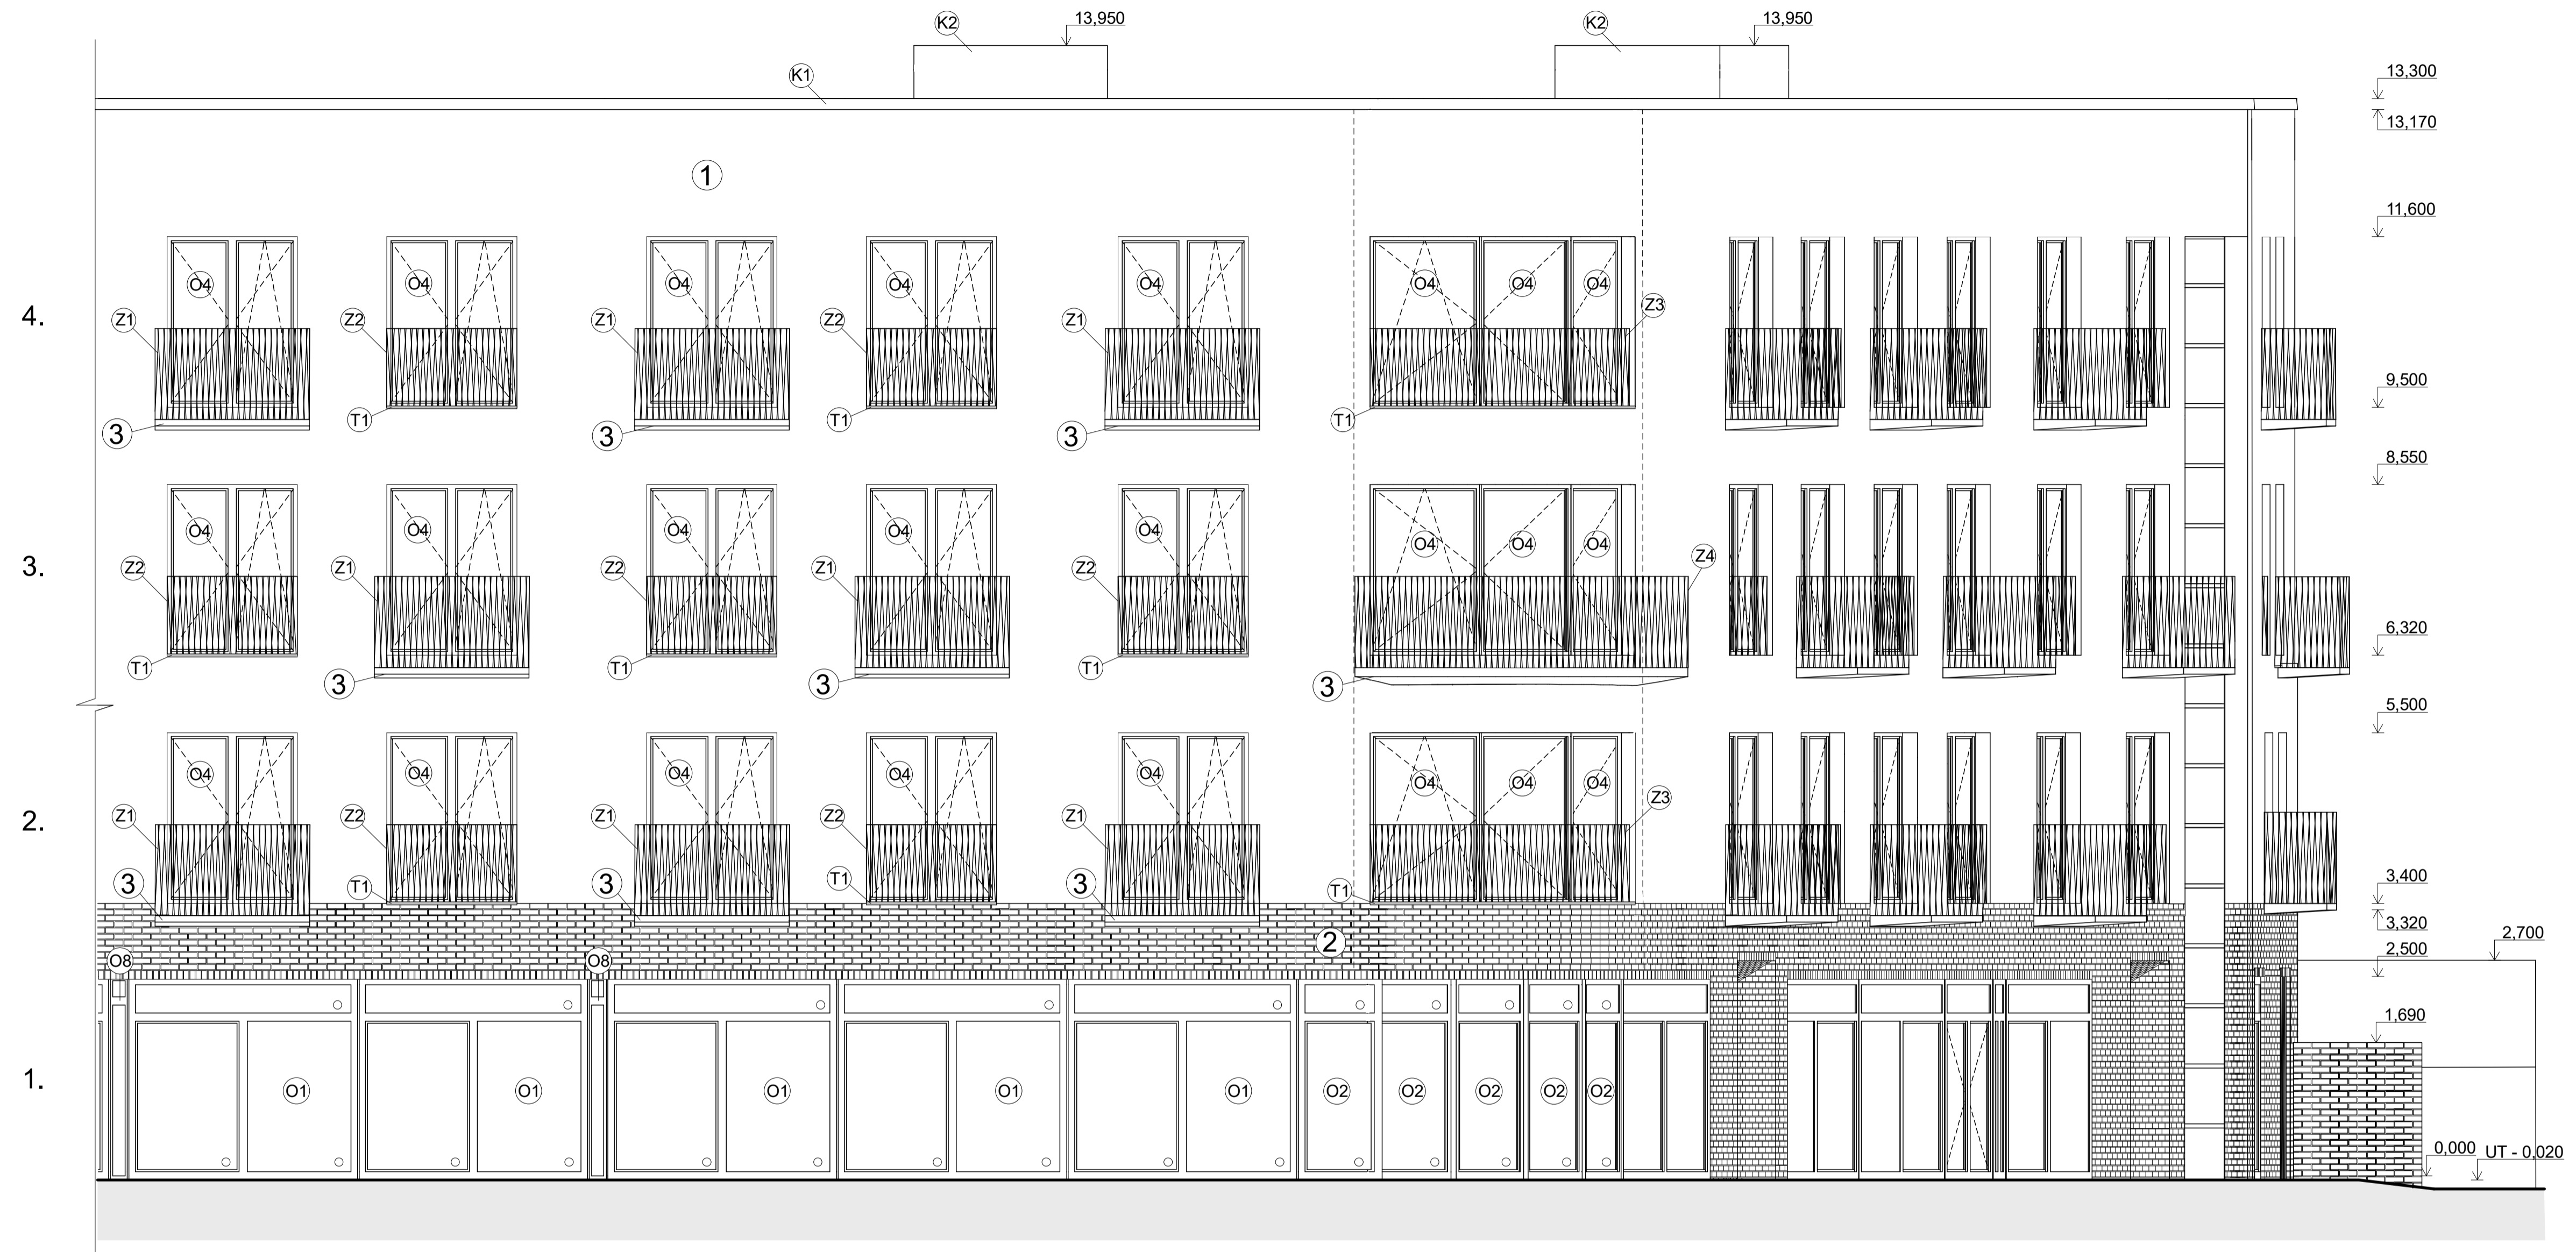 K2 13,950 K2 13,950
K1 13,300
13,170
1
11,600
O4 O4 O4 O4 O4 O4 O4 O4
4. Z1 Z2 Z1 Z2 Z1 Z3
9,500
3 T1 3 T1 3 T1
8,550
O4 O4 O4 O4 O4 O4 O4 O4
3. Z2 Z1 Z2 Z1 Z2 Z4
6,320
T1 3 T1 3 T1 3
5,500
O4 O4 O4 O4 O4 O4 O4 O4
2. Z1 Z2 Z1 Z2 Z1 Z3
3 T1 3 T1 3 T1 3,400
3,320
2 2,700
O8 O8 2,500
1,690
1. O1 O1 O1 O1 O1 O2 O2 O2 O2 O2
0,000 UT - 0,020